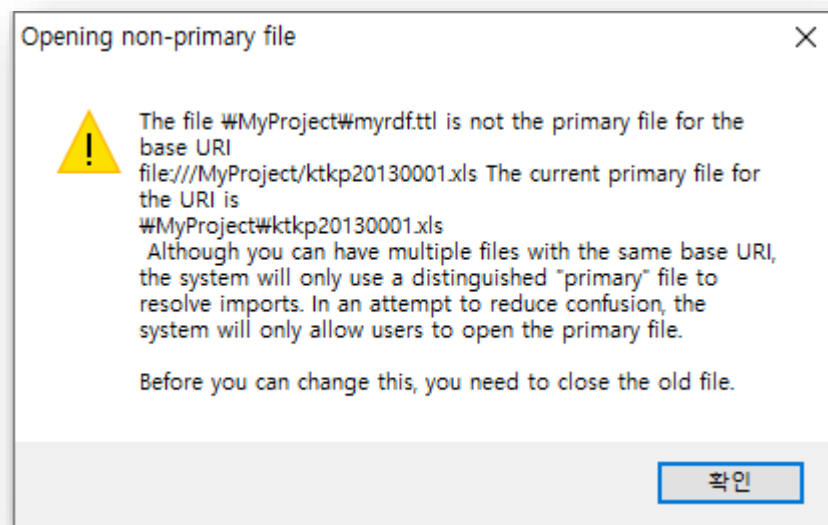 Opening non-primary file
The file ₩MyProject₩myrdf.ttl is not the primary file for the
base URI
file:///MyProject/ktkp20130001.xls The current primary file for
the URI is
₩MyProject₩ktkp20130001.xls
Although you can have multiple files with the same base URI,
the system will only use a distinguished "primary" file to
resolve imports. In an attempt to reduce confusion, the
system will only allow users to open the primary file.
Before you can change this, you need to close the old file.
확인